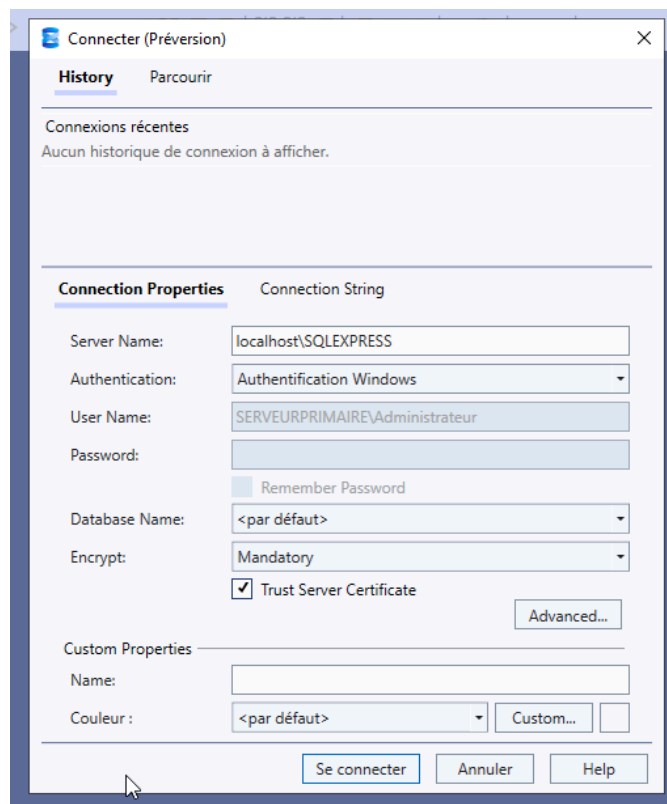 Connecter (Préversion)
History Parcourir
Connexions récentes
Aucun historique de connexion à afficher.
Connection Properties Connection String
Server Name: localhost\SQLEXPRESS
Authentication: Authentification Windows
User Name: SERVEURPRIMAIRE\Administrateur
Password:
Remember Password
Database Name: <par défaut>
Encrypt: Mandatory
Trust Server Certificate
Advanced...
Custom Properties
Name:
Couleur : <par défaut> Custom...
Se connecter Annuler Help